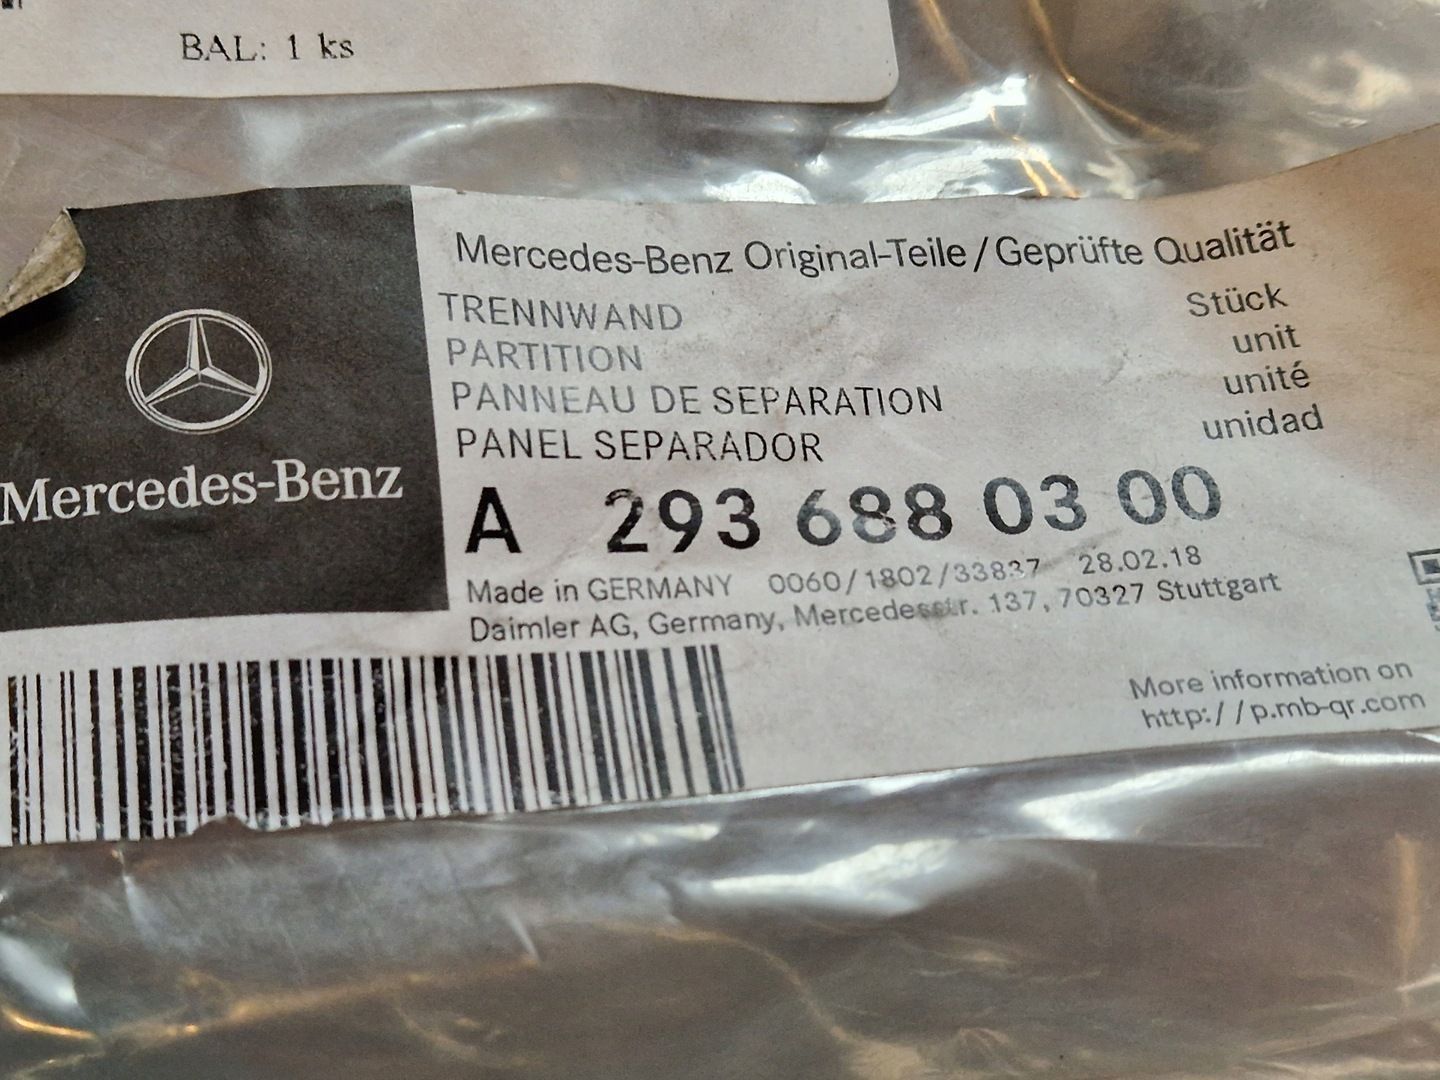 BAL: 1 ks
Mercedes-Benz Original-Teile / Geprüfte Qualität
TRENNWAND
PARTITION
PANNEAU DE SEPARATION
PANEL SEPARADOR
Stück
unit
unité
unidad
Mercedes-Benz
A 293 688 03 00
Made in GERMANY 0060/1802/33837 28.02.18
Daimler AG, Germany, Mercedesstr. 137, 70327 Stuttgart
More information on
http://p.mb-qr.com